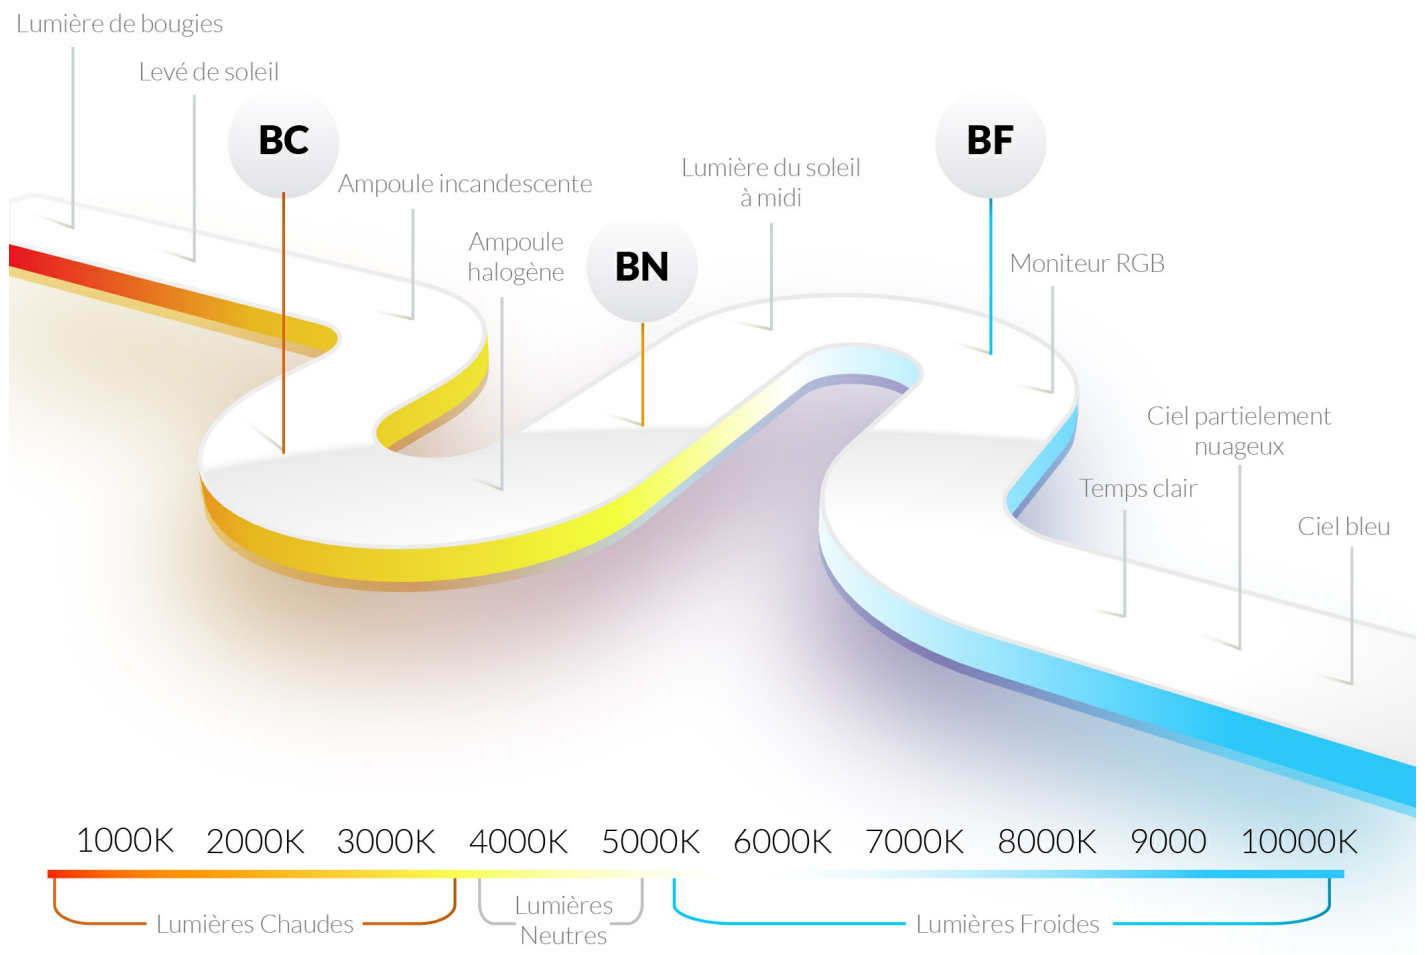 Lumière de bougies
Levé de soleil
BC
Ampoule incandescente
Ampoule
halogène
BN
Lumière du soleil
à midi
BF
Moniteur RGB
Ciel partielement
nuageux
Temps clair
Ciel bleu
1000K 2000K 3000K 4000K 5000K 6000K 7000K 8000K 9000 10000K
Lumières Chaudes
Lumières
Neutres
Lumières Froides